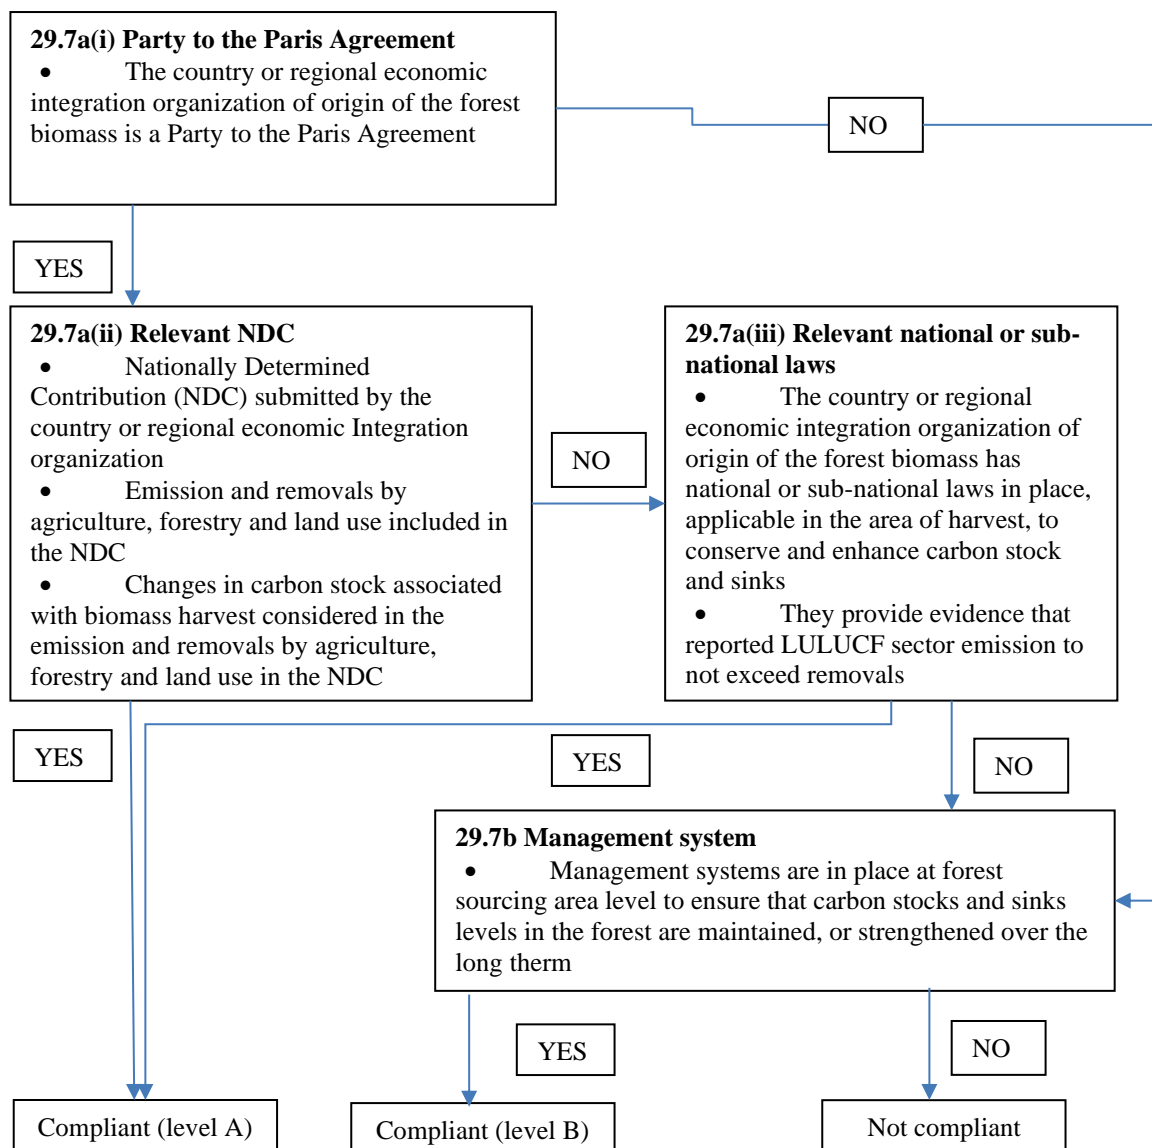 29.7a(i) Party to the Paris Agreement
• The country or regional economic
integration organization of origin of the forest
biomass is a Party to the Paris Agreement
NO
YES
29.7a(ii) Relevant NDC
• Nationally Determined
Contribution (NDC) submitted by the
country or regional economic Integration
organization
• Emission and removals by
agriculture, forestry and land use included in
the NDC
• Changes in carbon stock associated
with biomass harvest considered in the
emission and removals by agriculture,
forestry and land use in the NDC
NO
29.7a(iii) Relevant national or sub-
national laws
• The country or regional
economic integration organization of
origin of the forest biomass has
national or sub-national laws in place,
applicable in the area of harvest, to
conserve and enhance carbon stock
and sinks
• They provide evidence that
reported LULUCF sector emission to
not exceed removals
YES
YES
NO
29.7b Management system
• Management systems are in place at forest
sourcing area level to ensure that carbon stocks and sinks
levels in the forest are maintained, or strengthened over the
long therm
YES
NO
Compliant (level A)
Compliant (level B)
Not compliant